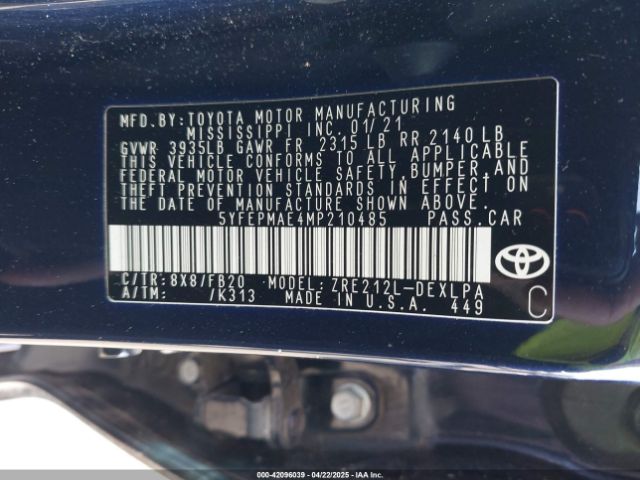 MFD.BY:TOYOTA MOTOR MANUFACTURING
MISSISSIPPI INC. 01/21
GVWR 3935LB GAWR FR 2315 LB RR 2140 LB
THIS VEHICLE CONFORMS TO ALL APPLICABLE
FEDERAL MOTOR VEHICLE SAFETY,BUMPER,AND
THEFT PREVENTION STANDARDS IN EFFECT ON
THE DATE OF MANUFACTURE SHOWN ABOVE.
5YFEPMAE4MP210485 PASS.CAR
C/TR:8X8/FB20 MODEL:ZRE212L-DEXLPA
A/TM: /K313 MADE IN U.S.A. 449
C
000-42096039 - 04/22/2025 - IAA Inc.